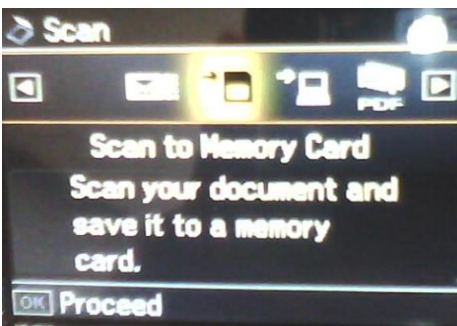 Scan
PDF
Scan to Memory Card
Scan your document and
save it to a memory
card.
OK Proceed